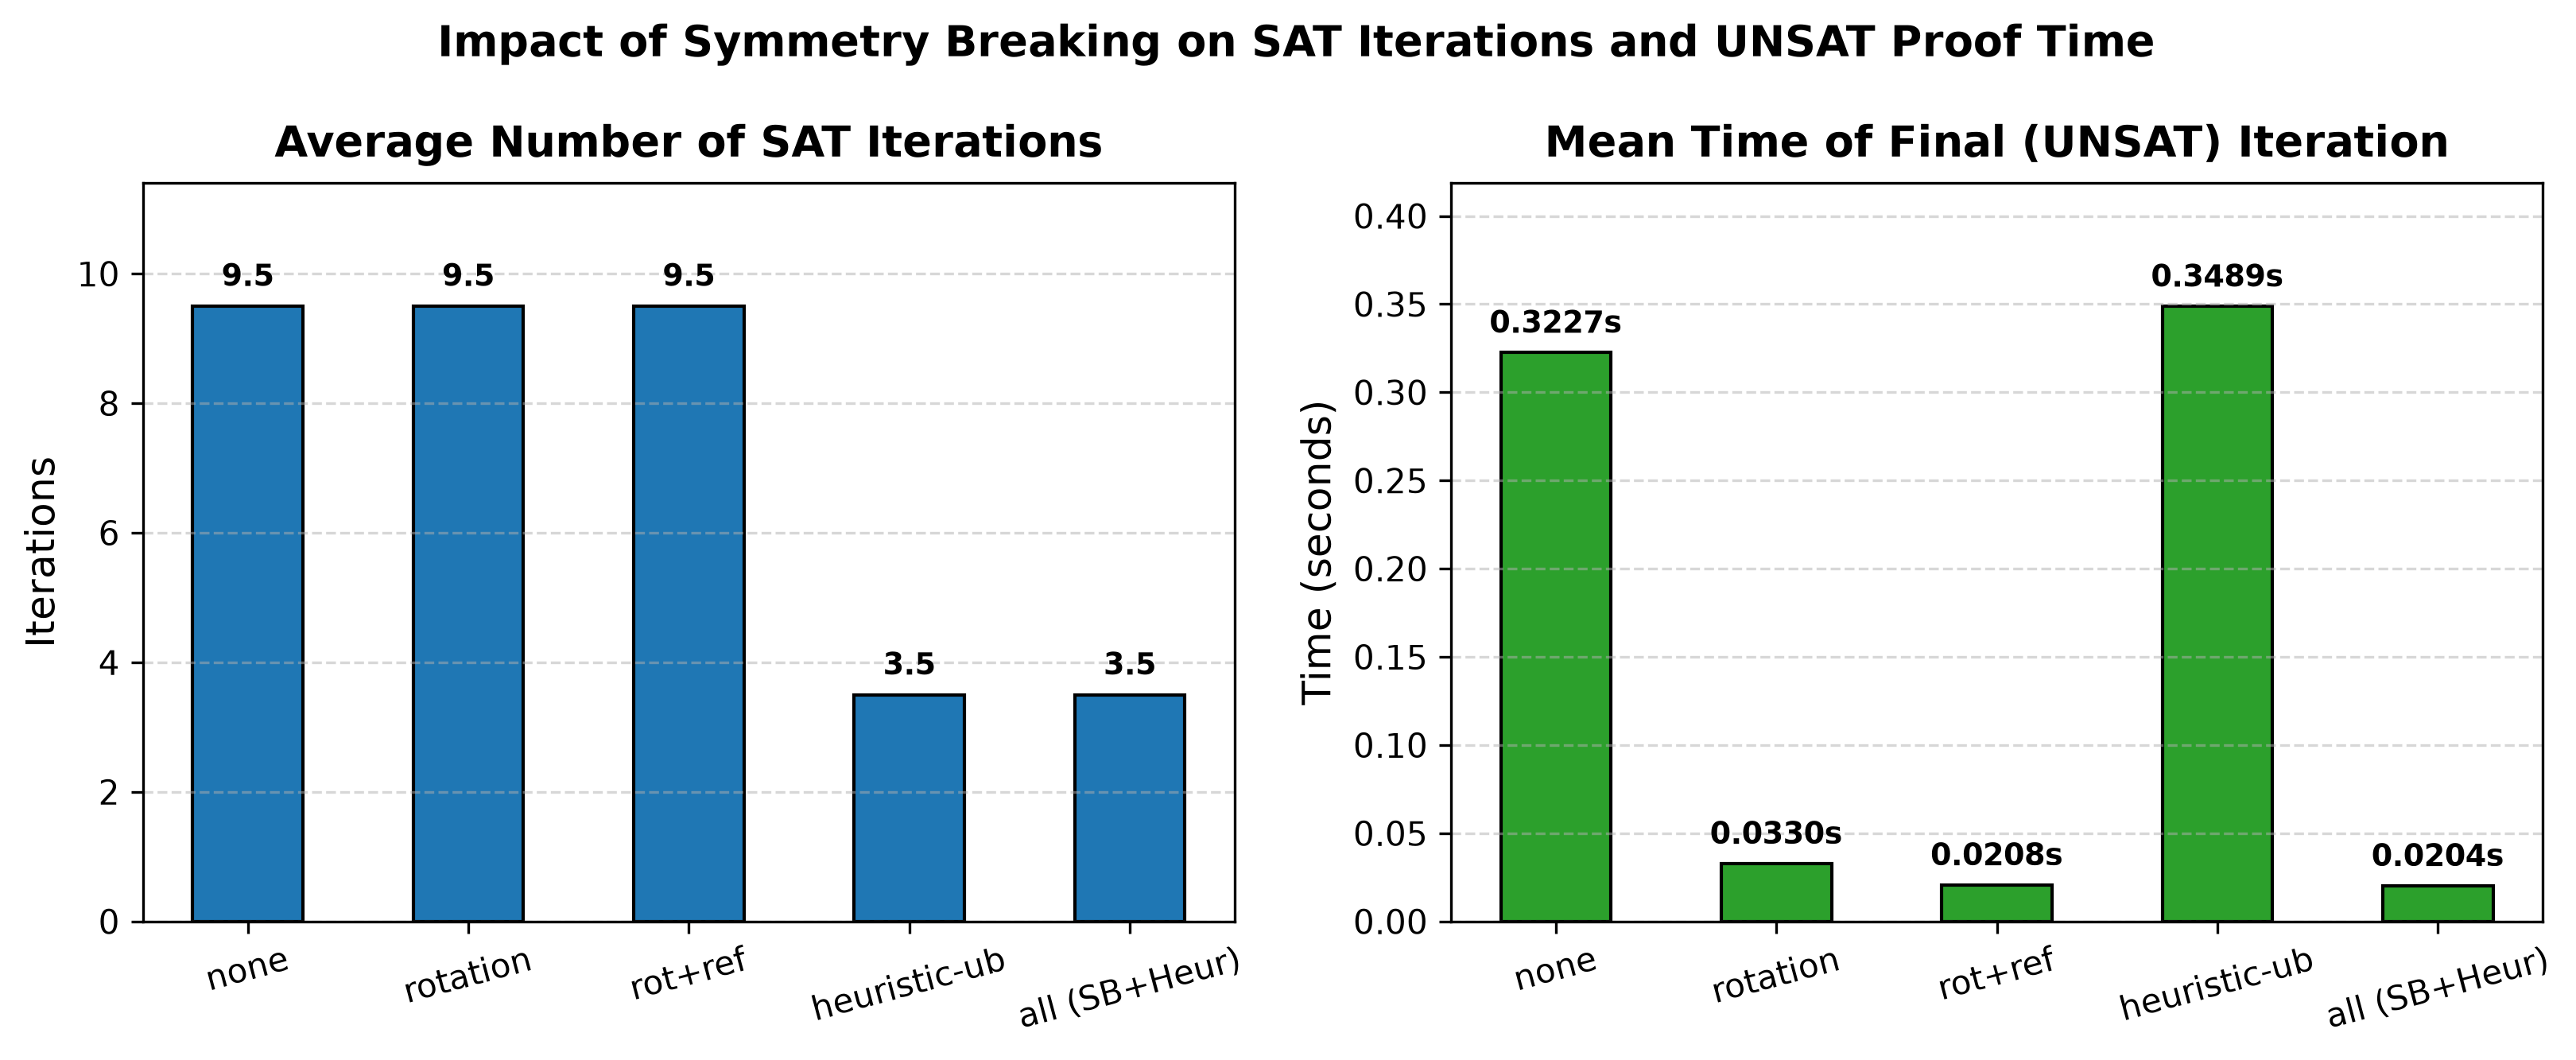 Impact of Symmetry Breaking on SAT Iterations and UNSAT Proof Time
Average Number of SAT Iterations
Iterations
10
8
6
4
2
0
9.5
9.5
9.5
3.5
3.5
none
rotation
rot+ref
heuristic-ub
all (SB+Heur)
Mean Time of Final (UNSAT) Iteration
Time (seconds)
0.40
0.35
0.30
0.25
0.20
0.15
0.10
0.05
0.00
0.3227s
0.0330s
0.0208s
0.3489s
0.0204s
none
rotation
rot+ref
heuristic-ub
all (SB+Heur)